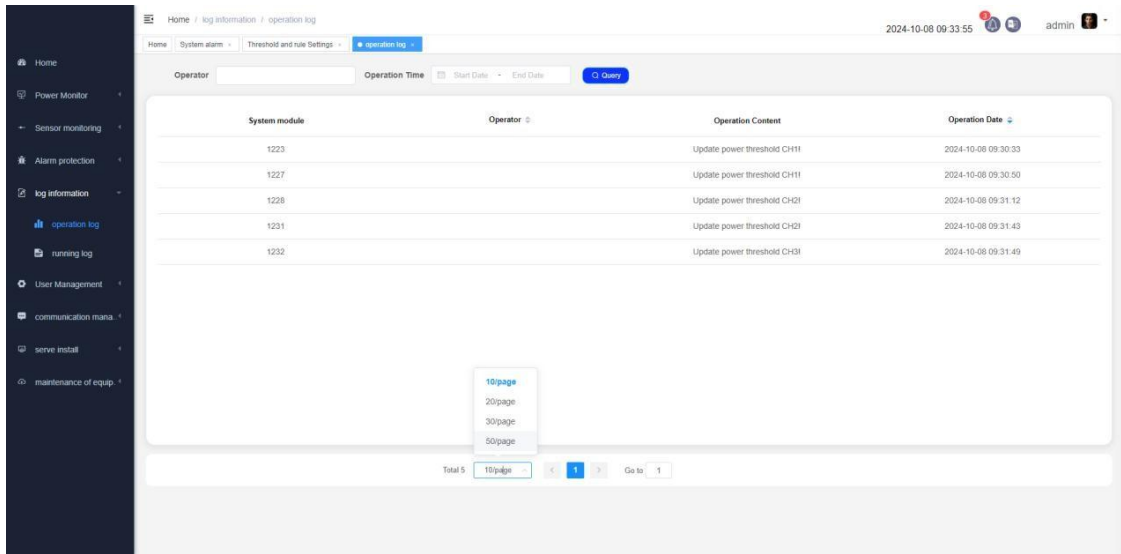 Home / log information / operation log
3
2024-10-08 09:33:55
admin
Home System alarm × Threshold and rule Settings × operation log ×
Home
Power Monitor
Sensor monitoring
Alarm protection
log information
operation log
running log
User Management
communication mana.
serve install
maintenance of equip.
Operator Operation Time Start Date - End Date Query
System module Operator Operation Content Operation Date
1223 Update power threshold CH1! 2024-10-08 09:30:33
1227 Update power threshold CH1! 2024-10-08 09:30:50
1228 Update power threshold CH2! 2024-10-08 09:31:12
1231 Update power threshold CH2! 2024-10-08 09:31:43
1232 Update power threshold CH3! 2024-10-08 09:31:49
10/page
20/page
30/page
50/page
Total 5 10/page < 1 > Go to 1